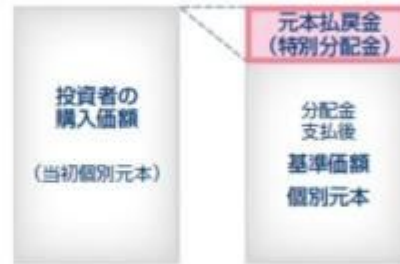 投資者の
購入価額
(当初個別元本)
元本払戻金
(特別分配金)
分配金
支払後
基準価額
個別元本